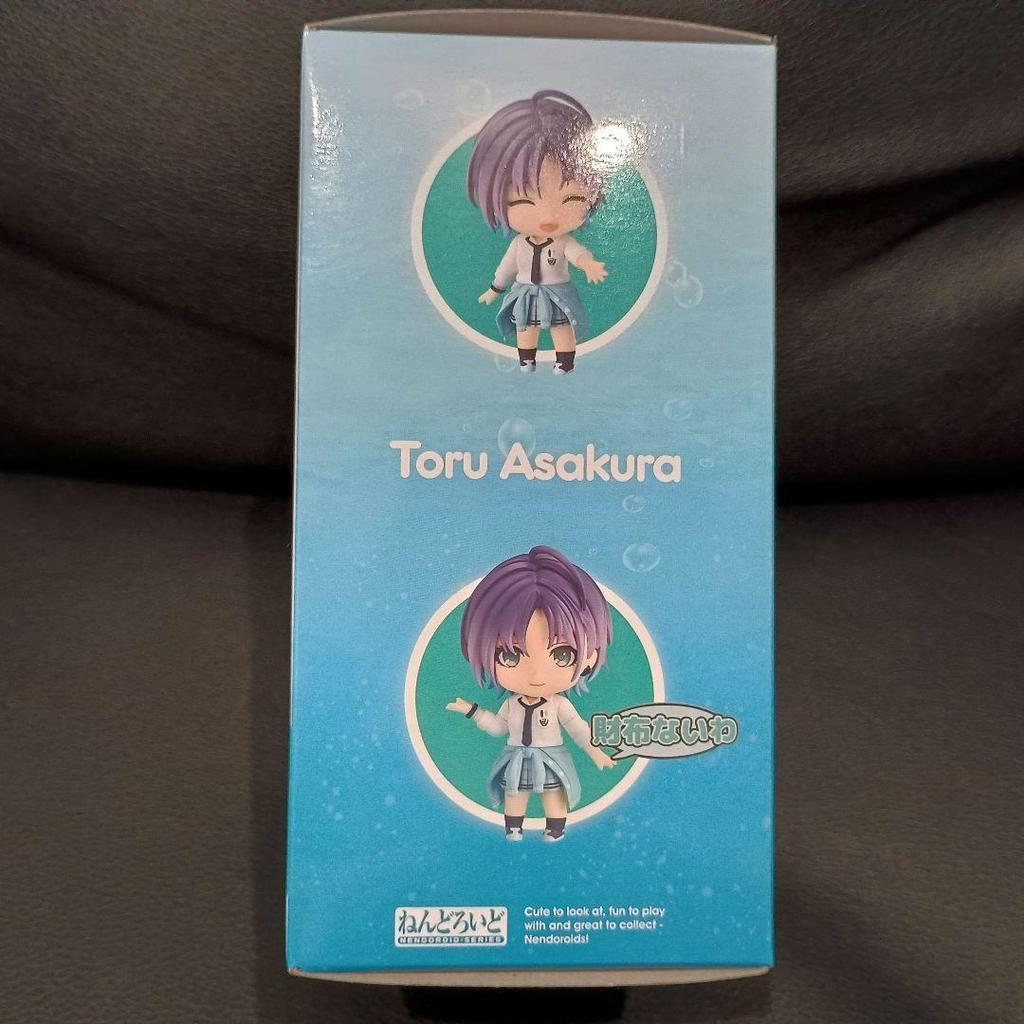 Toru Asakura
財布ないわ
ねんどろいど
NENDOROID SERIES
Cute to look at, fun to play
with and great to collect -
Nendoroids!